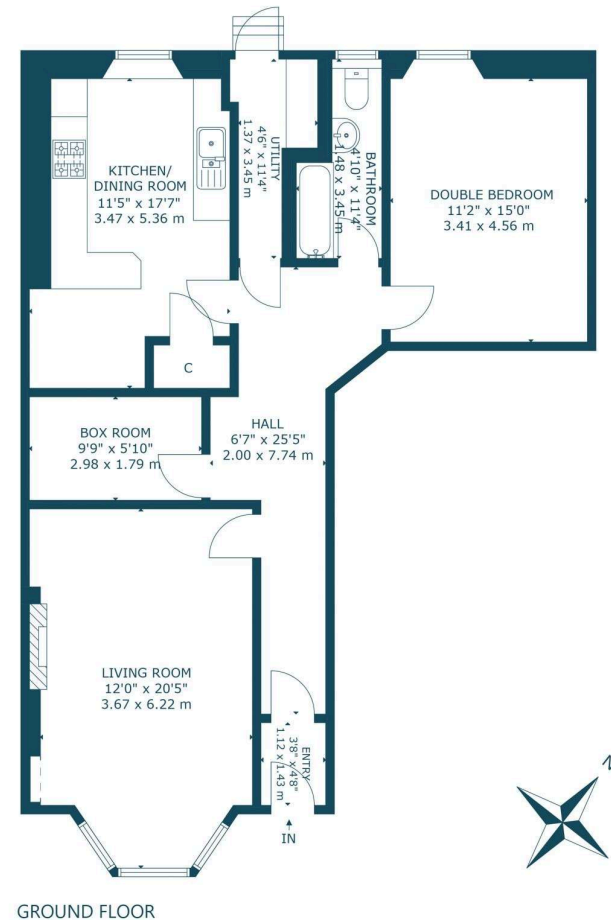 KITCHEN/
DINING ROOM
11'5" x 17'7"
3.47 x 5.36 m
UTILITY
4'6" x 11'4"
1.37 x 3.45 m
BATHROOM
4'10" x 11'4"
1.48 x 3.45 m
DOUBLE BEDROOM
11'2" x 15'0"
3.41 x 4.56 m
C
BOX ROOM
9'9" x 5'10"
2.98 x 1.79 m
HALL
6'7" x 25'5"
2.00 x 7.74 m
LIVING ROOM
12'0" x 20'5"
3.67 x 6.22 m
ENTRY
3'8" x 4'8"
1.12 x 1.43 m
IN
N
GROUND FLOOR